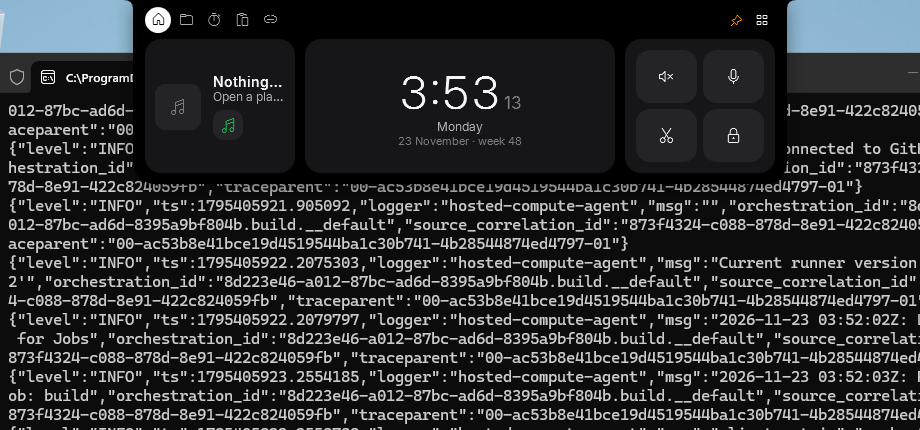 Nothing...
Open a pla...
3:53 13
Monday
23 November · week 48
C:\ProgramD
012-87bc-ad6d- d-8e91-422c824059
aceparent":"00
{"level":"INFO" onnected to Gith
hestration_id" ion_id":"873f4324
78d-8e91-422c824059fb","traceparent":"00-ac53b8e41bce19d4519544ba1c30b741-4b28544874ed4797-01"}
{"level":"INFO","ts":1795405921.905092,"logger":"hosted-compute-agent","msg":"","orchestration_id":"8d
012-87bc-ad6d-8395a9bf804b.build.__default","source_correlation_id":"873f4324-c088-878d-8e91-422c824059
aceparent":"00-ac53b8e41bce19d4519544ba1c30b741-4b28544874ed4797-01"}
{"level":"INFO","ts":1795405922.2075303,"logger":"hosted-compute-agent","msg":"Current runner version
2'","orchestration_id":"8d223e46-a012-87bc-ad6d-8395a9bf804b.build.__default","source_correlation_id"
4-c088-878d-8e91-422c824059fb","traceparent":"00-ac53b8e41bce19d4519544ba1c30b741-4b28544874ed4797-01"
{"level":"INFO","ts":1795405922.2079797,"logger":"hosted-compute-agent","msg":"2026-11-23 03:52:02Z:
for Jobs","orchestration_id":"8d223e46-a012-87bc-ad6d-8395a9bf804b.build.__default","source_correlati
873f4324-c088-878d-8e91-422c824059fb","traceparent":"00-ac53b8e41bce19d4519544ba1c30b741-4b28544874ed4
{"level":"INFO","ts":1795405923.2554185,"logger":"hosted-compute-agent","msg":"2026-11-23 03:52:03Z:
ob: build","orchestration_id":"8d223e46-a012-87bc-ad6d-8395a9bf804b.build.__default","source_correlati
873f4324-c088-878d-8e91-422c824059fb","traceparent":"00-ac53b8e41bce19d4519544ba1c30b741-4b28544874ed4